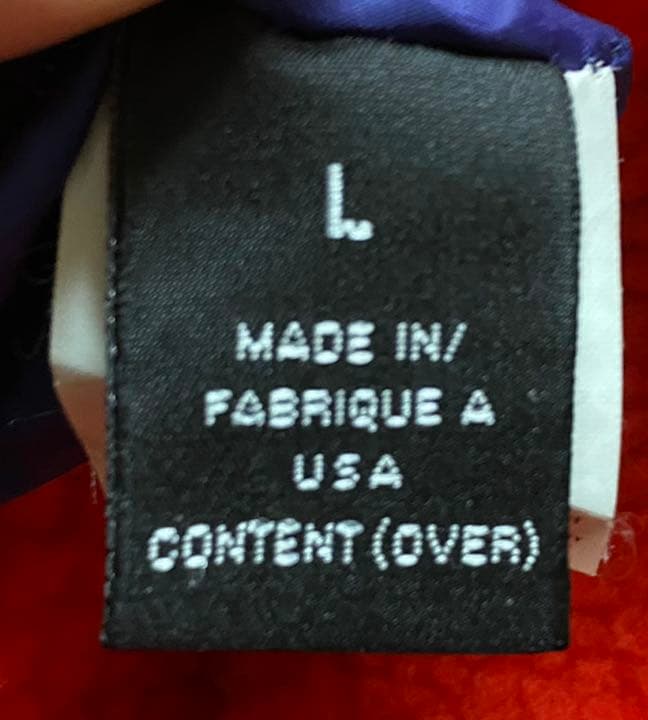 L
MADE IN/
FABRIQUE A
USA
CONTENT (OVER)